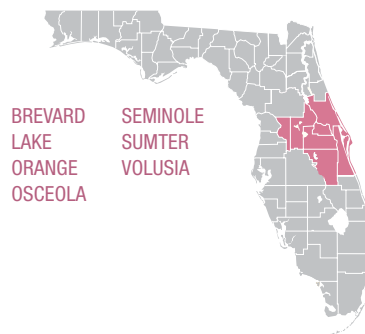 BREVARD
LAKE
ORANGE
OSCEOLA
SEMINOLE
SUMTER
VOLUSIA